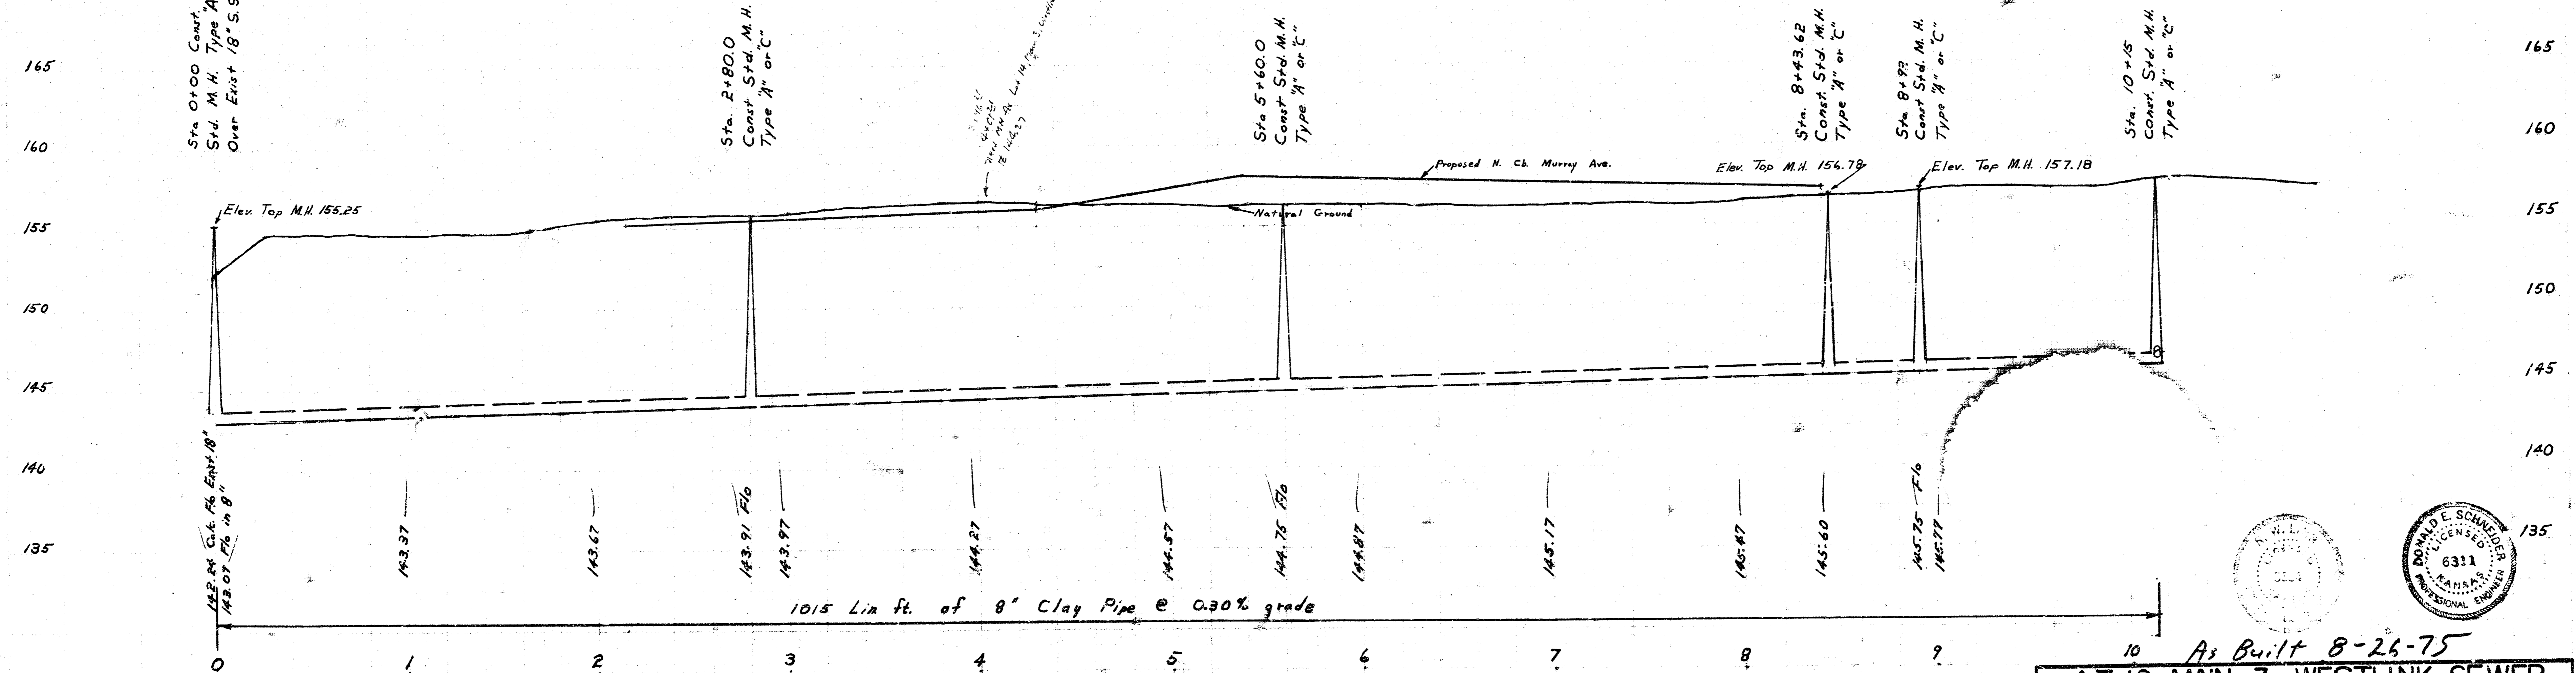 Sta 0+00 Const.
Std. M.H. Type "A
Over Exist 18" S.S
Sta. 2+80.0
Const Std. M.H.
Type "A" or "C"
Sta 5+60.0
Const Std. M.H.
Type "A" or "C"
Sta. 8+43.62
Const. Std. M.H.
Type "A" or "C"
Sta 8+93
Const Std. M.H.
Type "A" or "C"
Sta. 10+15
Const. Std. M.H.
Type "A" or "C"
165
165
160
160
155
155
150
150
145
145
140
140
135
135
Elev. Top M.H. 155.25
Proposed N. Cb. Murray Ave.
Elev. Top M.H. 156.78
Elev. Top M.H. 157.18
Natural Ground
8
18"
143.07 Flo in 8"
143.37
143.67
143.91 Flo
143.97
144.27
144.57
144.75 Flo
144.87
145.17
145.47
145.60
145.75 Flo
145.77
1015 Lin ft. of 8" Clay Pipe @ 0.30% grade
0 1 2 3 4 5 6 7 8 9 10
DONALD E. SCHNEIDER
LICENSED
6311
KANSAS
PROFESSIONAL ENGINEER
As Built 8-26-75
MAIN 7 WESTLINK SEWER